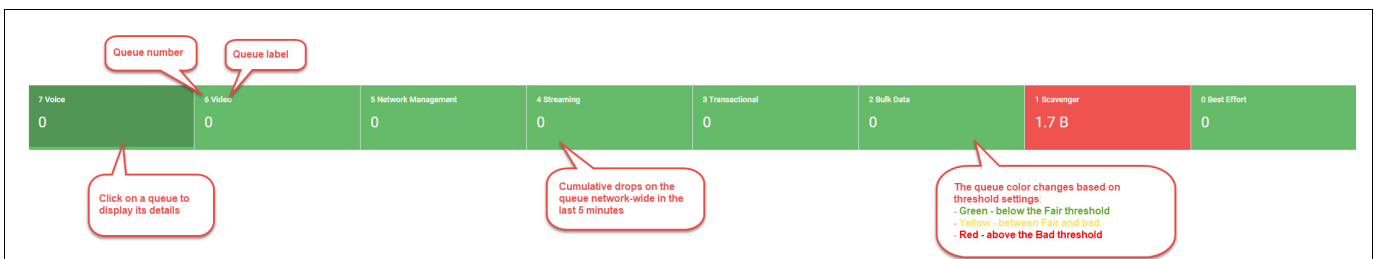 Queue number
Queue label
7 Voice
6 Video
5 Network Management
4 Streaming
3 Transactional
2 Bulk Data
1 Scavenger
0 Best Effort
0
0
0
0
0
0
1.7 B
0
Click on a queue to
display its details
Cumulative drops on the
queue network-wide in the
last 5 minutes
The queue color changes based on
threshold settings:
- Green - below the Fair threshold
- Yellow - between Fair and bad
- Red - above the Bad threshold